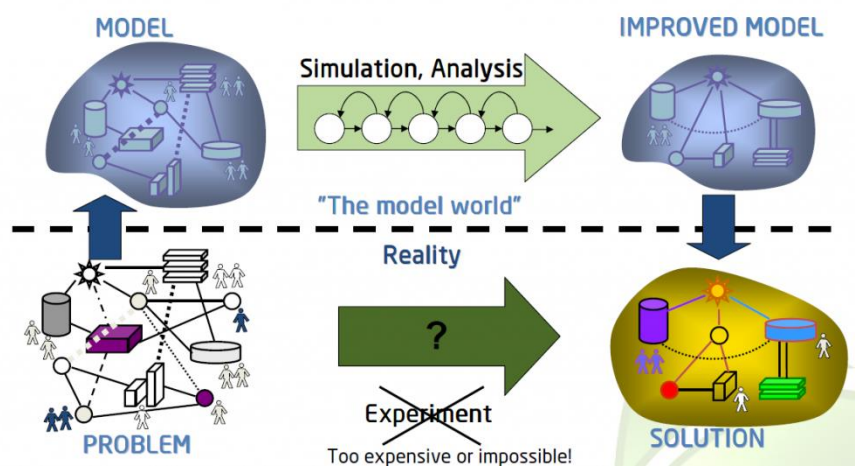 MODEL
IMPROVED MODEL
Simulation, Analysis
"The model world"
Reality
?
Experiment
Too expensive or impossible!
PROBLEM
SOLUTION